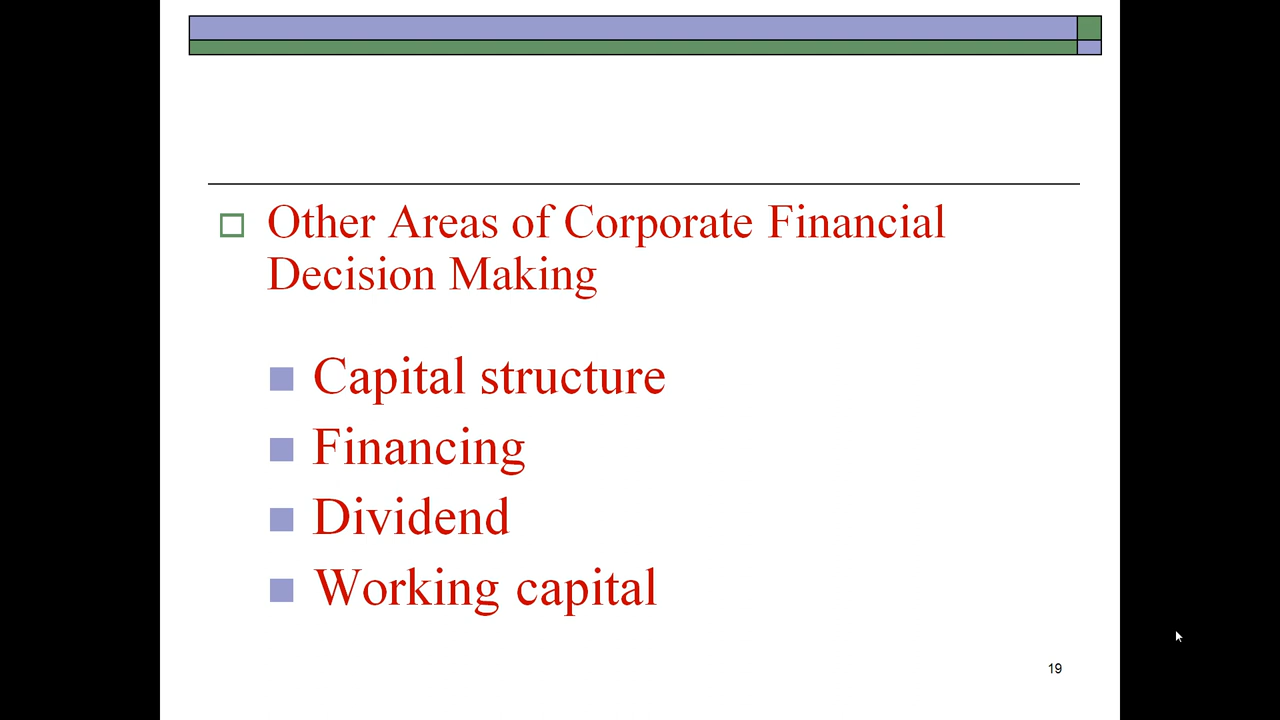 Other Areas of Corporate Financial
Decision Making
Capital structure
Financing
Dividend
Working capital
19